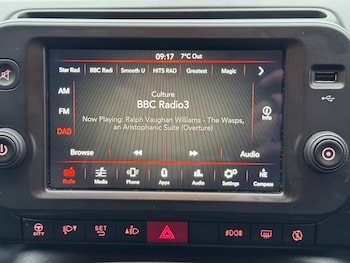 09:17 7°C Out
Star Rad BBC Radi Smooth U HITS RAD Greatest Magic
AM
FM
DAB
Culture
BBC Radio3
Now Playing: Ralph Vaughan Williams - The Wasps,
an Aristophanic Suite (Overture)
Info
Browse Audio
Radio Media Phone Apps Audio Settings Compass
CITY SET